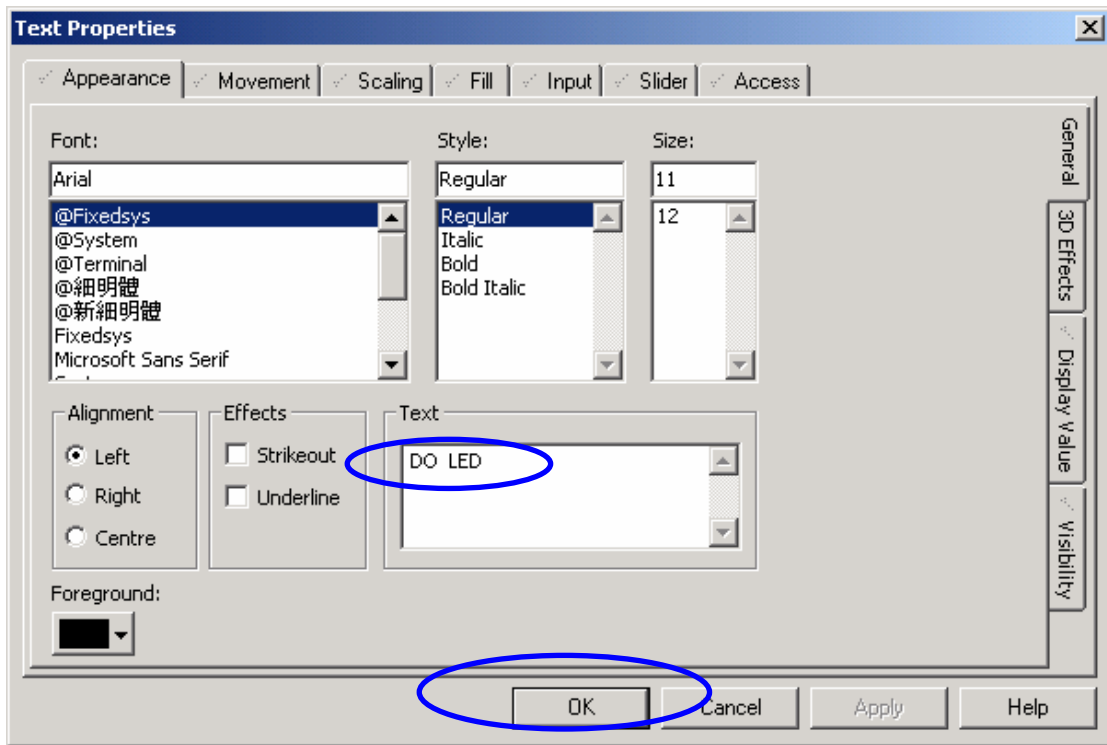 Text Properties
Appearance Movement Scaling Fill Input Slider Access
General
3D Effects
Display Value
Visibility
Font: Style: Size:
Arial Regular 11
@Fixedsys Regular 12
@System Italic
@Terminal Bold
@細明體 Bold Italic
@新細明體
Fixedsys
Microsoft Sans Serif
Alignment Effects Text
Left Strikeout DO LED
Right Underline
Centre
Foreground:
OK Cancel Apply Help